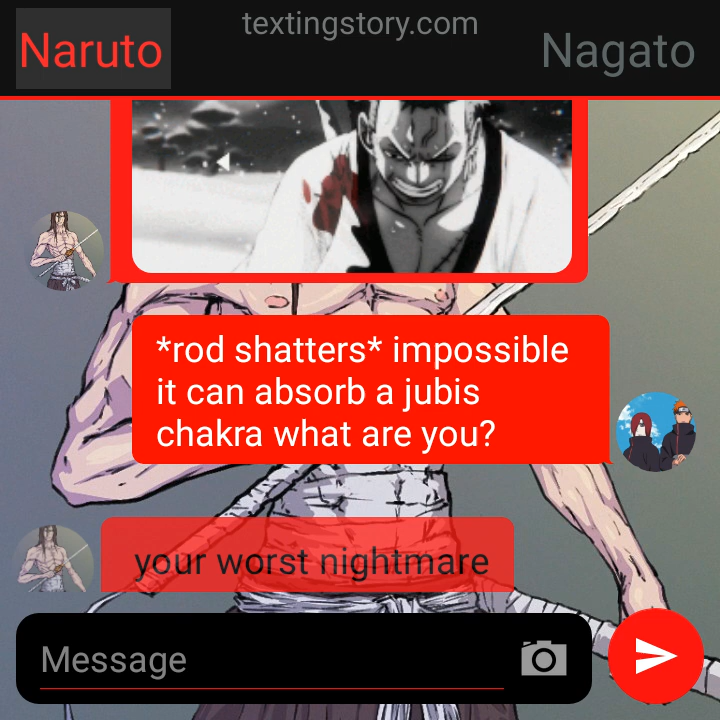 textingstory.com
Naruto
Nagato
*rod shatters* impossible
it can absorb a jubis
chakra what are you?
your worst nightmare
Message